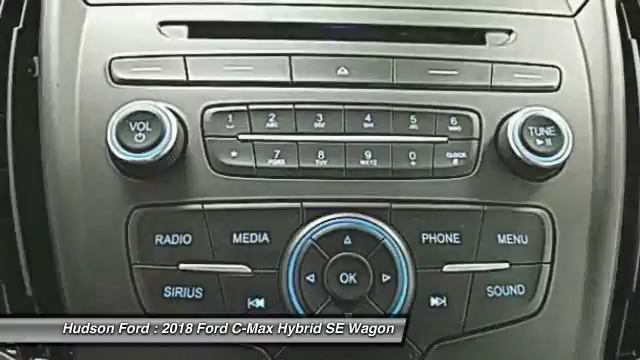 1 2 ABC 3 DEF 4 GHI 5 JKL 6 MNO
VOL
TUNE
* 7 PQRS 8 TUV 9 WXYZ 0 + CLOCK #
RADIO MEDIA PHONE MENU
OK
SIRIUS SOUND
Hudson Ford : 2018 Ford C-Max Hybrid SE Wagon